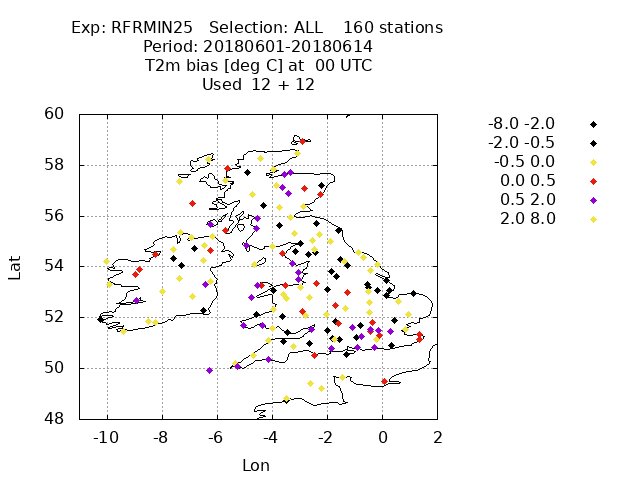 Exp: RFRMIN25 Selection: ALL 160 stations
Period: 20180601-20180614
T2m bias [deg C] at 00 UTC
Used 12 + 12
60
58
56
54
52
50
48
Lat
-10 -8 -6 -4 -2 0 2
Lon
-8.0 -2.0
-2.0 -0.5
-0.5 0.0
0.0 0.5
0.5 2.0
2.0 8.0